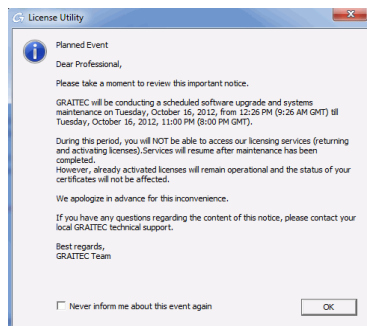 License Utility
Planned Event
Dear Professional,
Please take a moment to review this important notice.
GRAITEC will be conducting a scheduled software upgrade and systems
maintenance on Tuesday, October 16, 2012, from 12:26 PM (9:26 AM GMT) till
Tuesday, October 16, 2012, 11:00 PM (8:00 PM GMT).
During this period, you will NOT be able to access our licensing services (returning
and activating licenses).Services will resume after maintenance has been
completed.
However, already activated licenses will remain operational and the status of your
certificates will not be affected.
We apologize in advance for this inconvenience.
If you have any questions regarding the content of this notice, please contact your
local GRAITEC technical support.
Best regards,
GRAITEC Team
Never inform me about this event again
OK